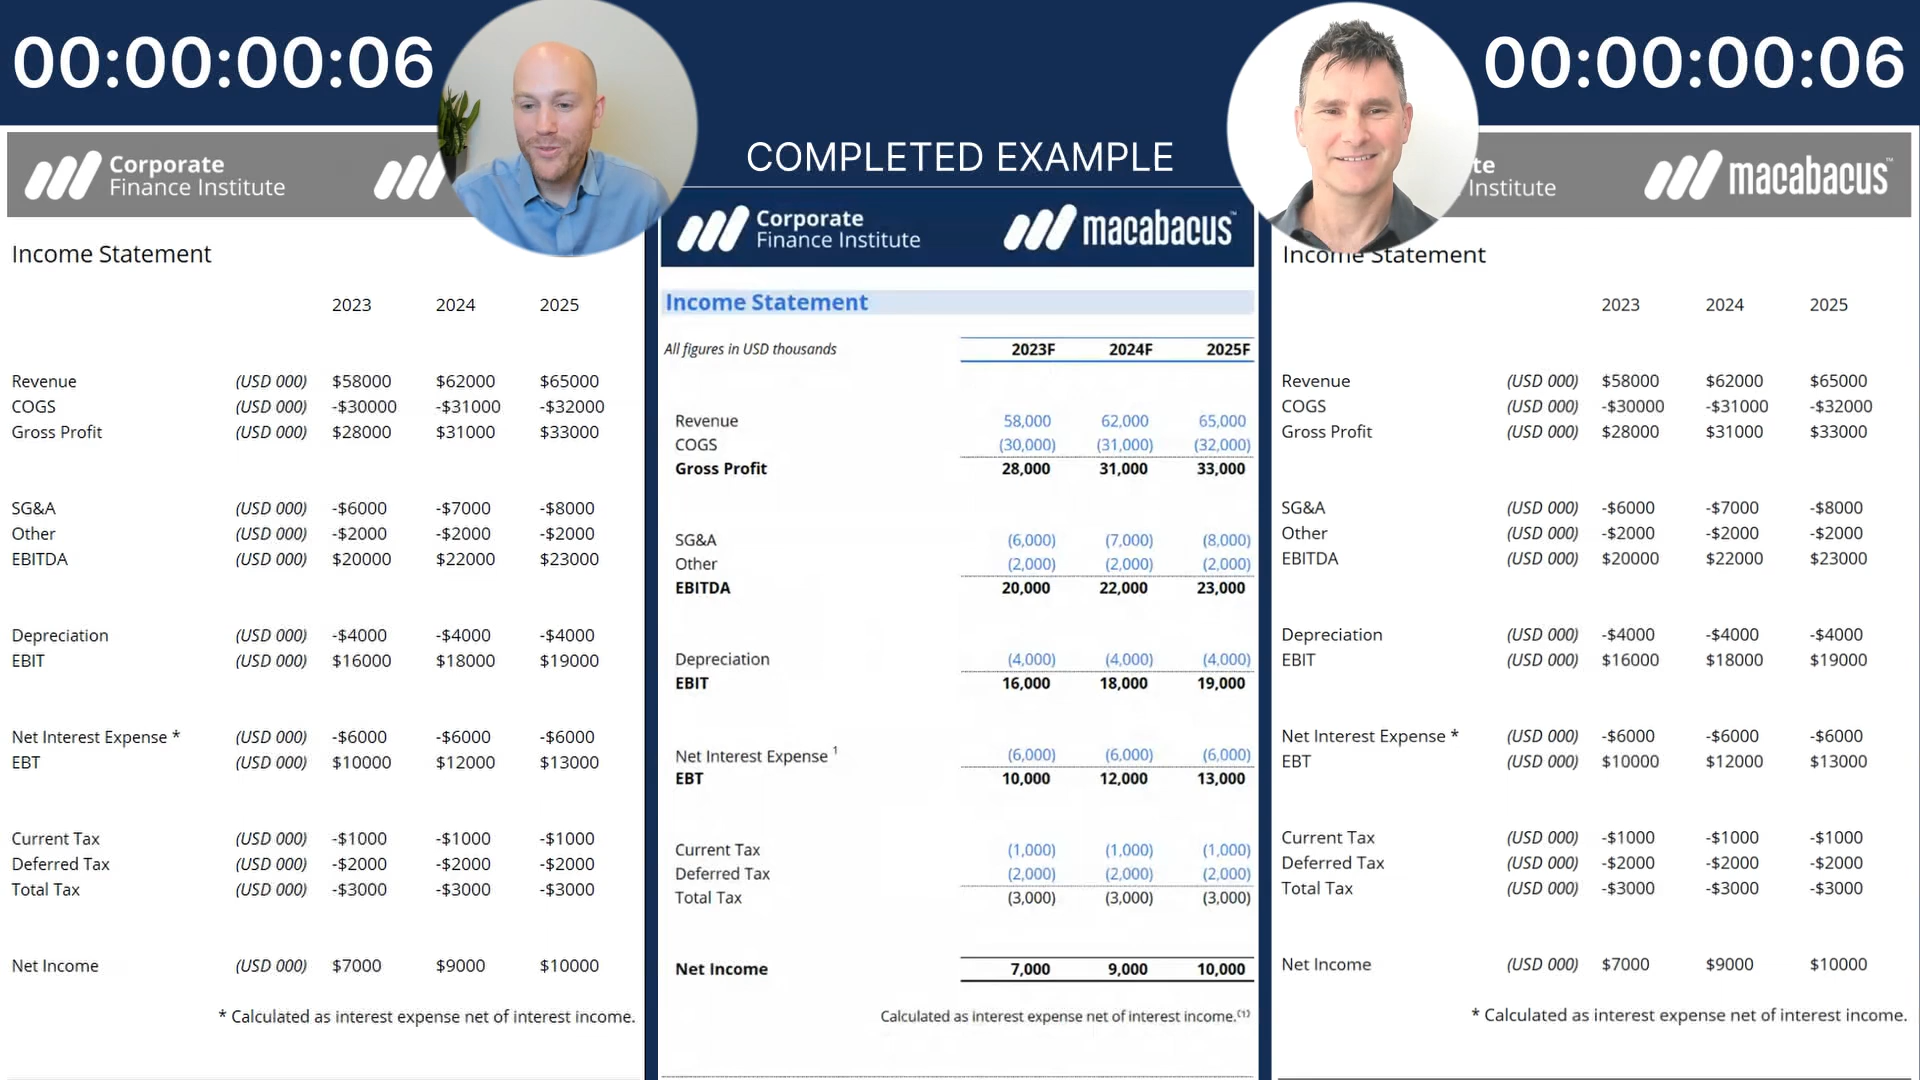 00:00:00:06
00:00:00:06
Corporate
Finance Institute
Income Statement
2023 2024 2025
Revenue (USD 000) $58000 $62000 $65000
COGS (USD 000) -$30000 -$31000 -$32000
Gross Profit (USD 000) $28000 $31000 $33000
SG&A (USD 000) -$6000 -$7000 -$8000
Other (USD 000) -$2000 -$2000 -$2000
EBITDA (USD 000) $20000 $22000 $23000
Depreciation (USD 000) -$4000 -$4000 -$4000
EBIT (USD 000) $16000 $18000 $19000
Net Interest Expense * (USD 000) -$6000 -$6000 -$6000
EBT (USD 000) $10000 $12000 $13000
Current Tax (USD 000) -$1000 -$1000 -$1000
Deferred Tax (USD 000) -$2000 -$2000 -$2000
Total Tax (USD 000) -$3000 -$3000 -$3000
Net Income (USD 000) $7000 $9000 $10000
* Calculated as interest expense net of interest income.
COMPLETED EXAMPLE
Corporate
Finance Institute
macabacus™
Income Statement
All figures in USD thousands 2023F 2024F 2025F
Revenue 58,000 62,000 65,000
COGS (30,000) (31,000) (32,000)
Gross Profit 28,000 31,000 33,000
SG&A (6,000) (7,000) (8,000)
Other (2,000) (2,000) (2,000)
EBITDA 20,000 22,000 23,000
Depreciation (4,000) (4,000) (4,000)
EBIT 16,000 18,000 19,000
Net Interest Expense ¹ (6,000) (6,000) (6,000)
EBT 10,000 12,000 13,000
Current Tax (1,000) (1,000) (1,000)
Deferred Tax (2,000) (2,000) (2,000)
Total Tax (3,000) (3,000) (3,000)
Net Income 7,000 9,000 10,000
Calculated as interest expense net of interest income.⁽¹⁾
te
Institute
macabacus™
Income Statement
2023 2024 2025
Revenue (USD 000) $58000 $62000 $65000
COGS (USD 000) -$30000 -$31000 -$32000
Gross Profit (USD 000) $28000 $31000 $33000
SG&A (USD 000) -$6000 -$7000 -$8000
Other (USD 000) -$2000 -$2000 -$2000
EBITDA (USD 000) $20000 $22000 $23000
Depreciation (USD 000) -$4000 -$4000 -$4000
EBIT (USD 000) $16000 $18000 $19000
Net Interest Expense * (USD 000) -$6000 -$6000 -$6000
EBT (USD 000) $10000 $12000 $13000
Current Tax (USD 000) -$1000 -$1000 -$1000
Deferred Tax (USD 000) -$2000 -$2000 -$2000
Total Tax (USD 000) -$3000 -$3000 -$3000
Net Income (USD 000) $7000 $9000 $10000
* Calculated as interest expense net of interest income.